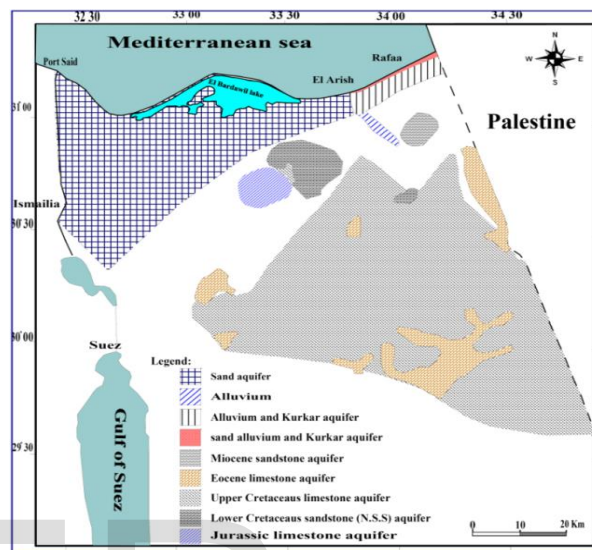 32.30 33 00 33.30 34 00 34. 30
Mediterranean sea
Port Said
Rafaa
El Bardawil lake
El Arish
N
W E
S
31 00
Palestine
Ismailia
30'30
30 00
Suez
Legend:
Sand aquifer
Alluvium
Alluvium and Kurkar aquifer
sand alluvium and Kurkar aquifer
Miocene sandstone aquifer
Eocene limestone aquifer
Upper Cretaceaus limestone aquifer
Lower Cretaceaus sandstone (N.S.S) aquifer
Jurassic limestone aquifer
Gulf of Suez
29'30
0 10 20 Km